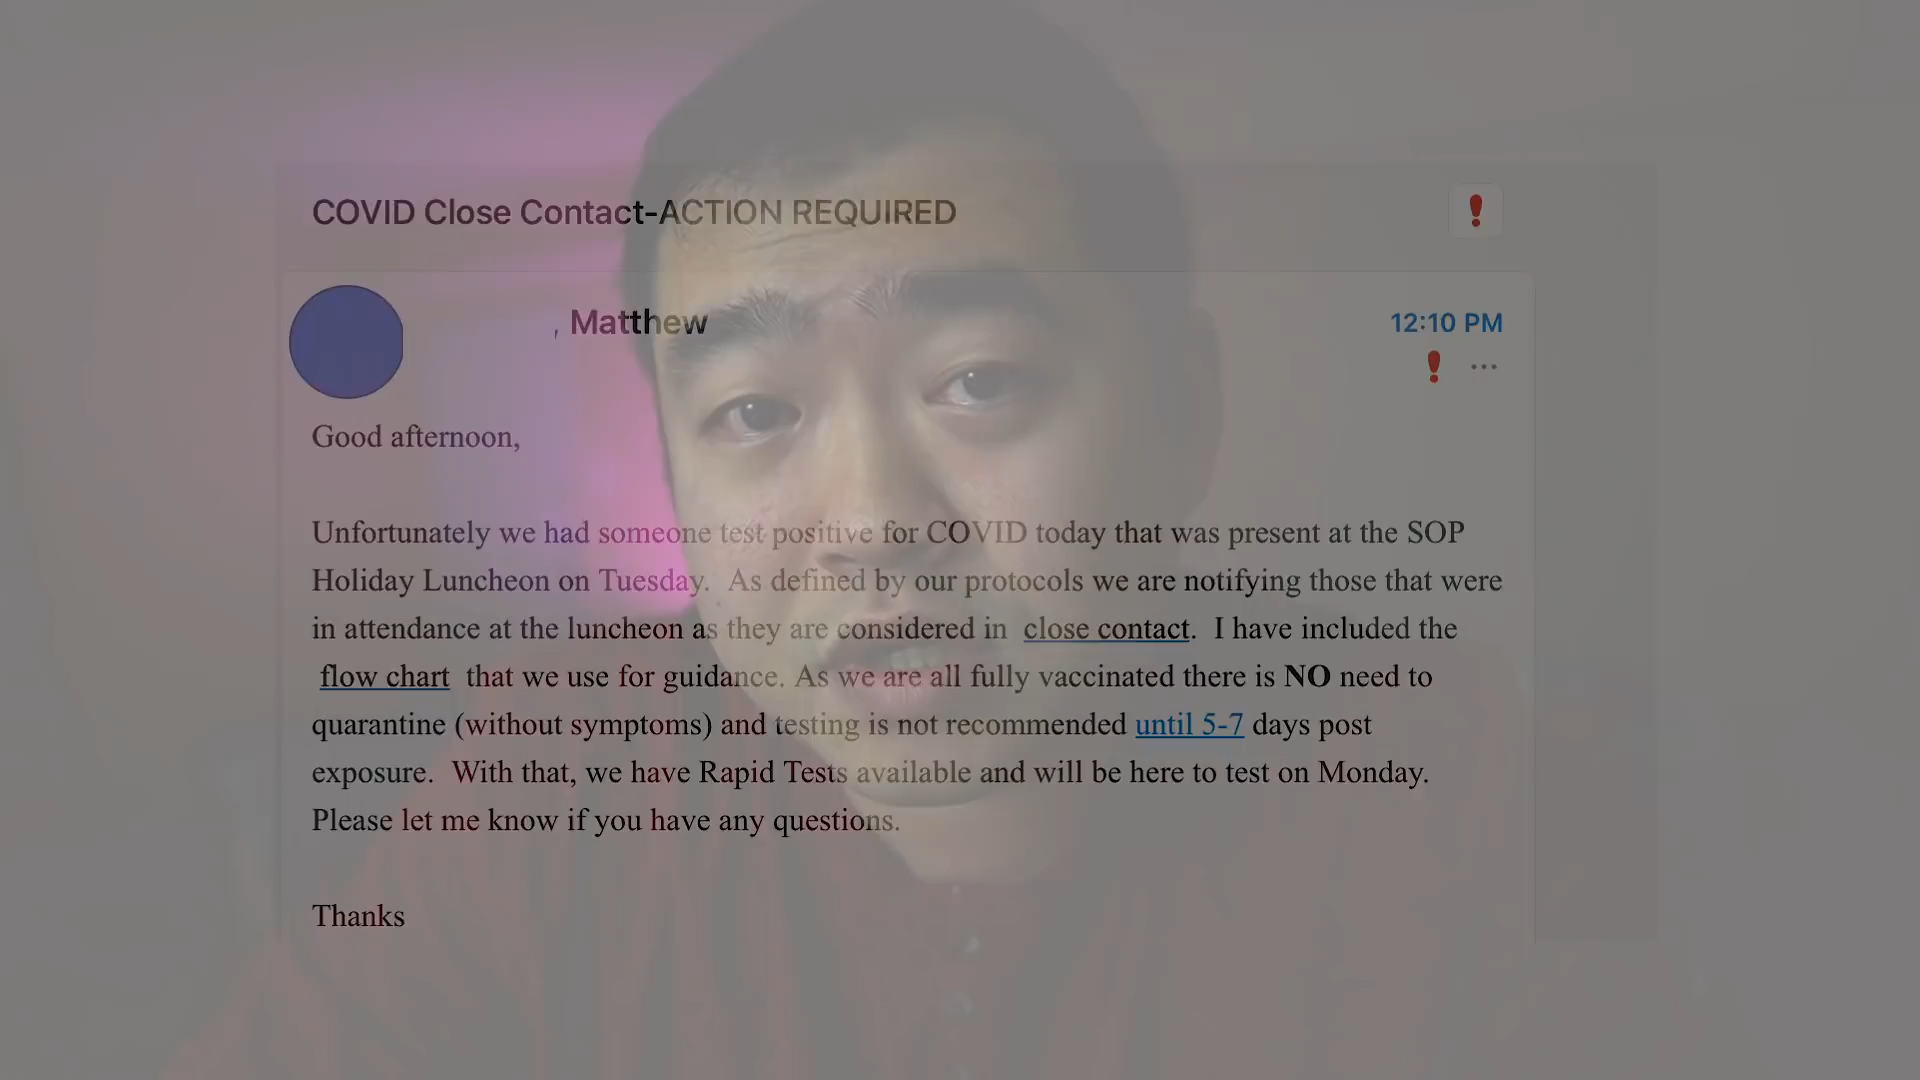 COVID Close Contact-ACTION REQUIRED
, Matthew
12:10 PM
Good afternoon,
Unfortunately we had someone test positive for COVID today that was present at the SOP
Holiday Luncheon on Tuesday. As defined by our protocols we are notifying those that were
in attendance at the luncheon as they are considered in close contact. I have included the
flow chart that we use for guidance. As we are all fully vaccinated there is NO need to
quarantine (without symptoms) and testing is not recommended until 5-7 days post
exposure. With that, we have Rapid Tests available and will be here to test on Monday.
Please let me know if you have any questions.
Thanks